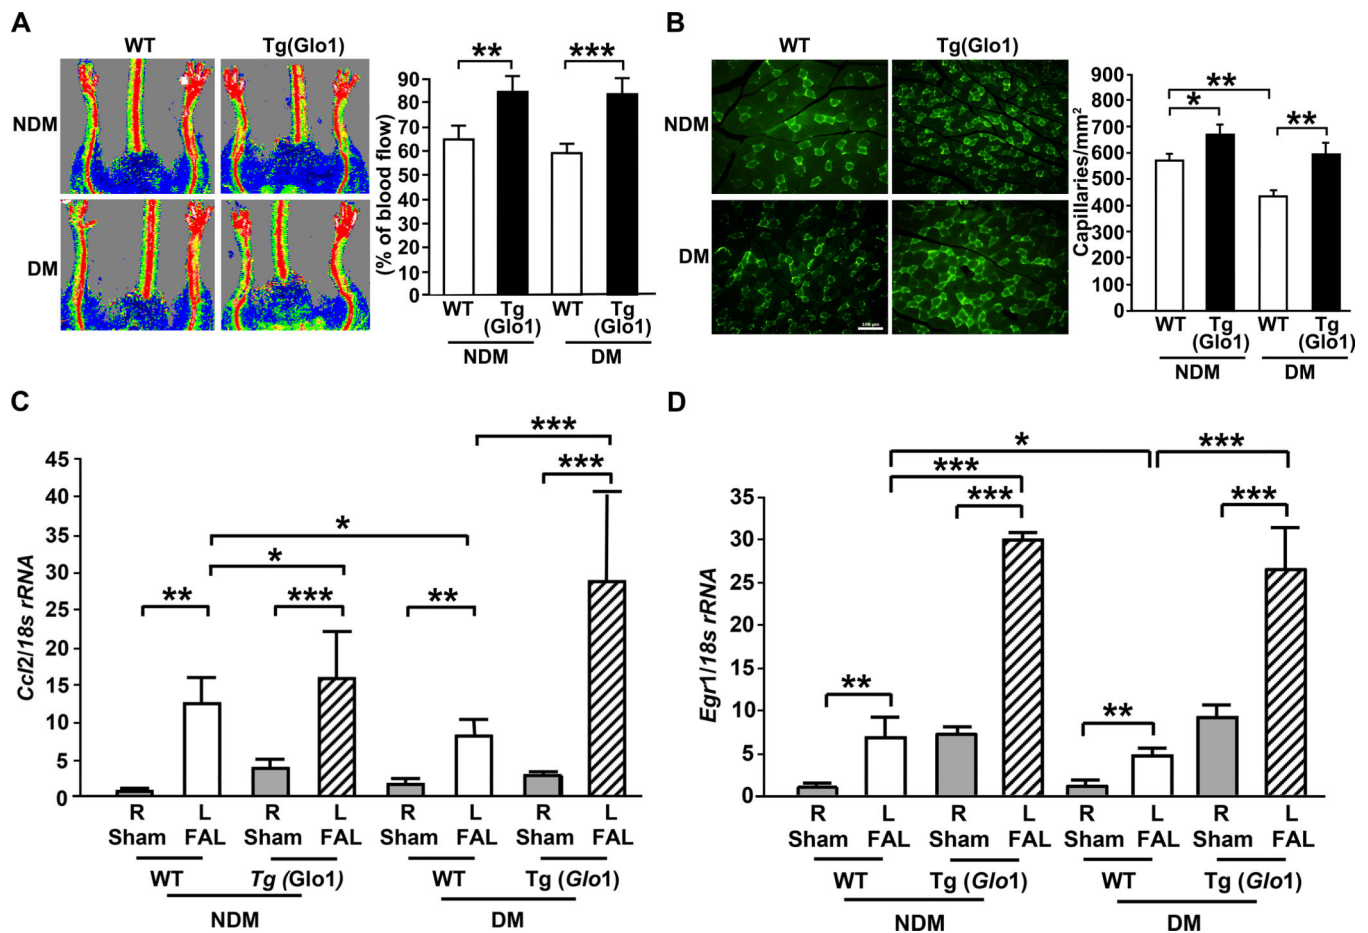 A
WT
Tg(Glo1)
NDM
DM
(% of blood flow)
90
80
70
60
50
40
30
20
10
0
**
***
WT
Tg
(Glo1)
WT
Tg
(Glo1)
NDM
DM
B
WT
Tg(Glo1)
NDM
DM
100 μm
Capillaries/mm2
900
800
700
600
500
400
300
200
100
0
**
*
**
WT
Tg
(Glo1)
WT
Tg
(Glo1)
NDM
DM
C
Ccl2/18s rRNA
45
40
35
30
25
20
15
10
5
0
***
***
*
*
**
***
**
R L R L R L R L
Sham FAL Sham FAL Sham FAL Sham FAL
WT Tg (Glo1) WT Tg (Glo1)
NDM DM
D
Egr1/18s rRNA
35
30
25
20
15
10
5
0
*
***
***
***
***
**
**
R L R L R L R L
Sham FAL Sham FAL Sham FAL Sham FAL
WT Tg (Glo1) WT Tg (Glo1)
NDM DM